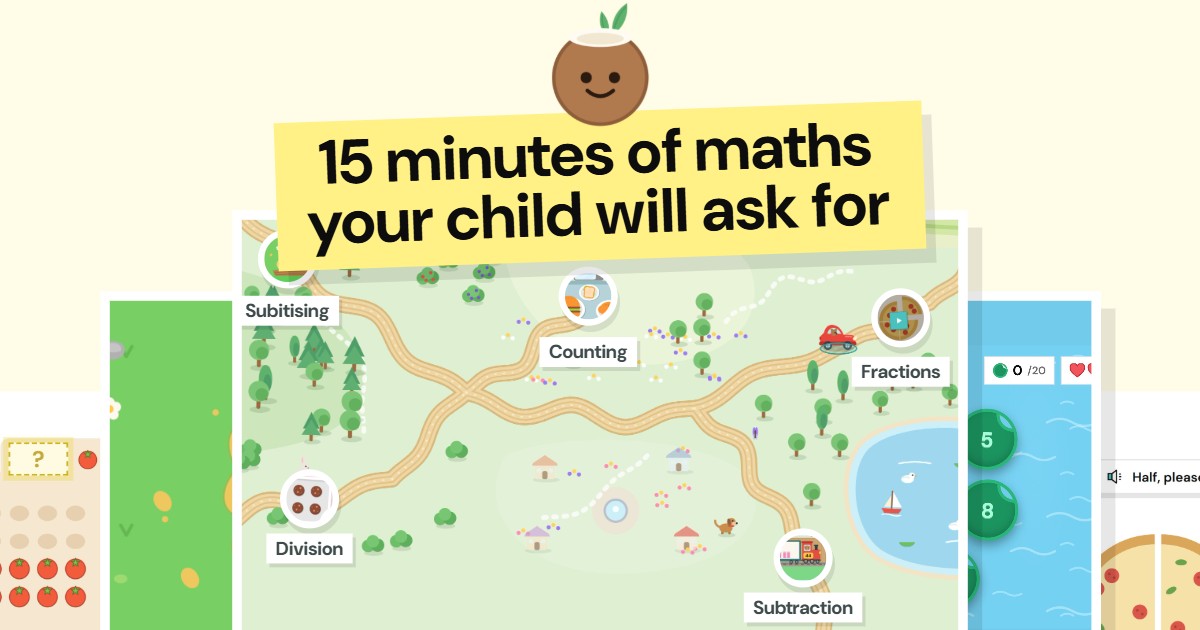 15 minutes of maths
your child will ask for
Subitising
Counting
Fractions
0 /20
?
5
Half, please
8
Division
Subtraction